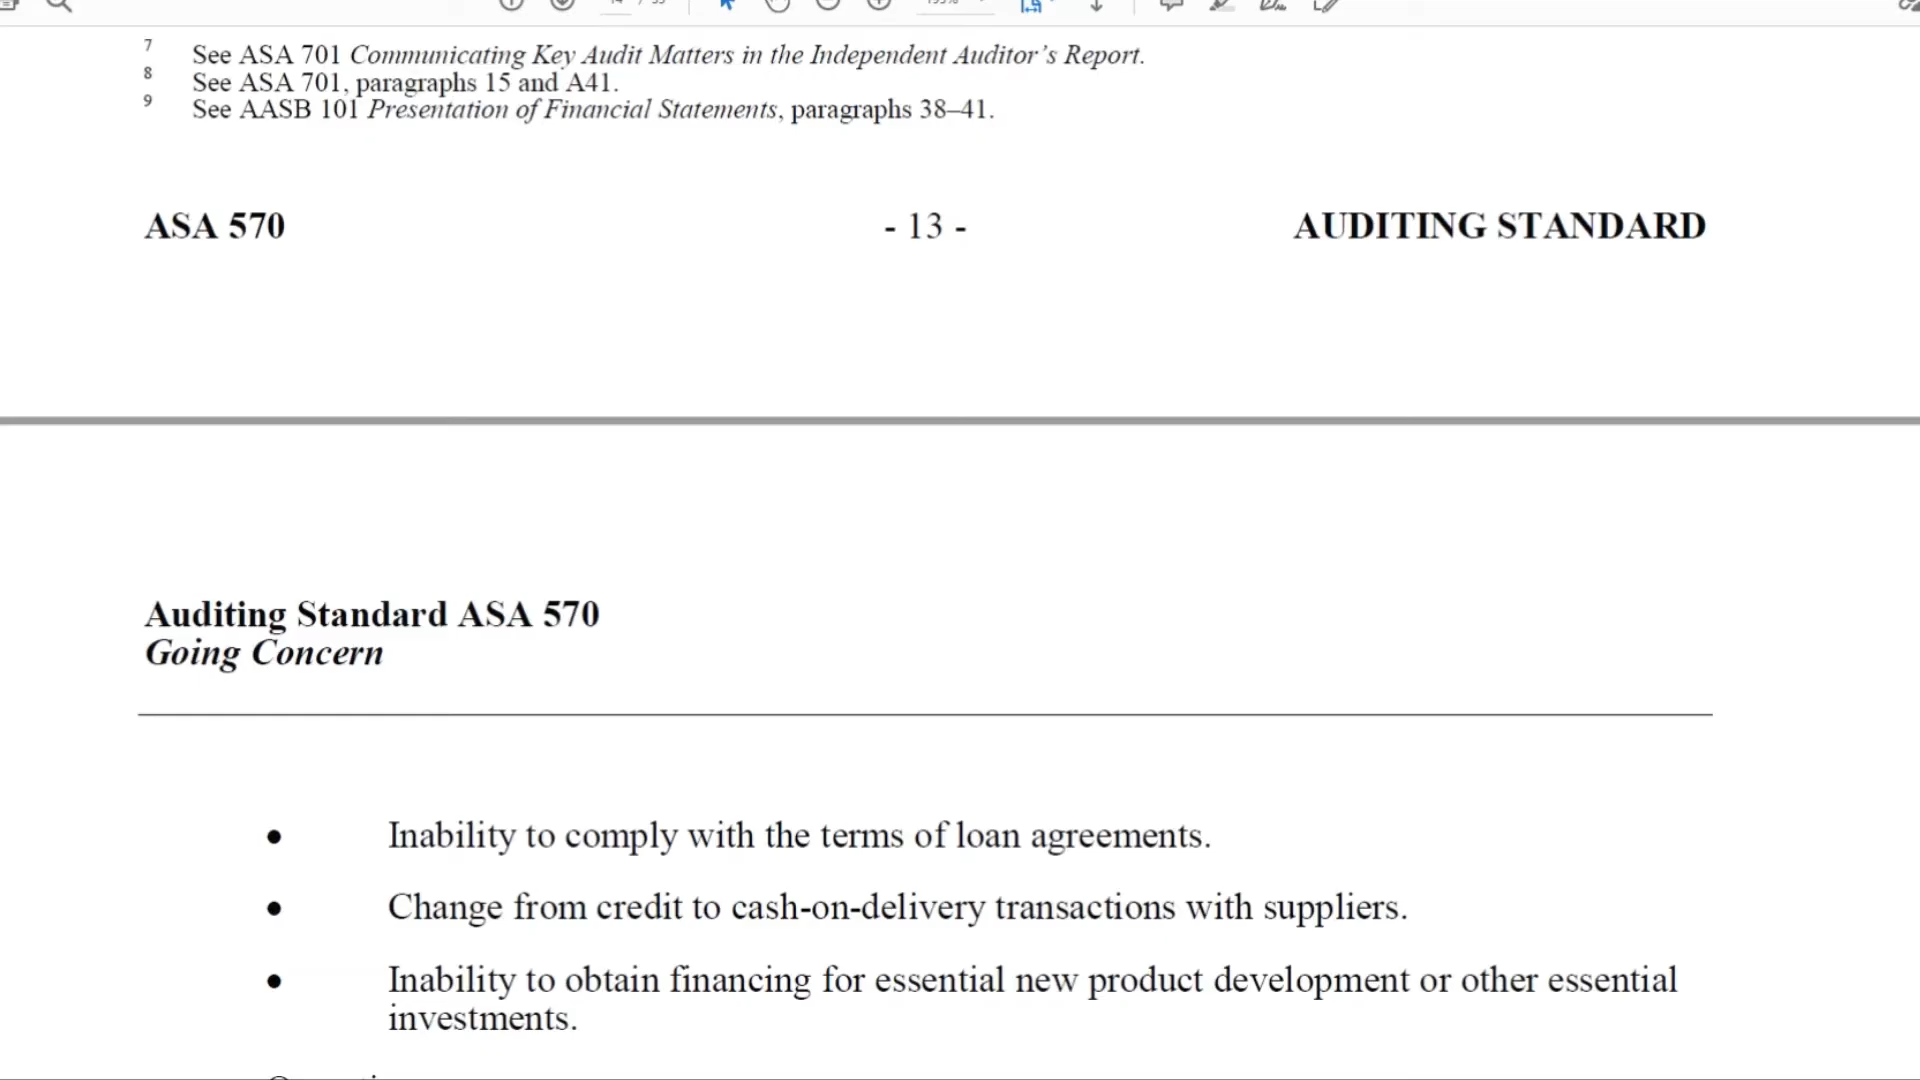 7 See ASA 701 Communicating Key Audit Matters in the Independent Auditor's Report.
8 See ASA 701, paragraphs 15 and A41.
9 See AASB 101 Presentation of Financial Statements, paragraphs 38–41.
ASA 570 - 13 - AUDITING STANDARD
Auditing Standard ASA 570
Going Concern
• Inability to comply with the terms of loan agreements.
• Change from credit to cash-on-delivery transactions with suppliers.
• Inability to obtain financing for essential new product development or other essential
investments.